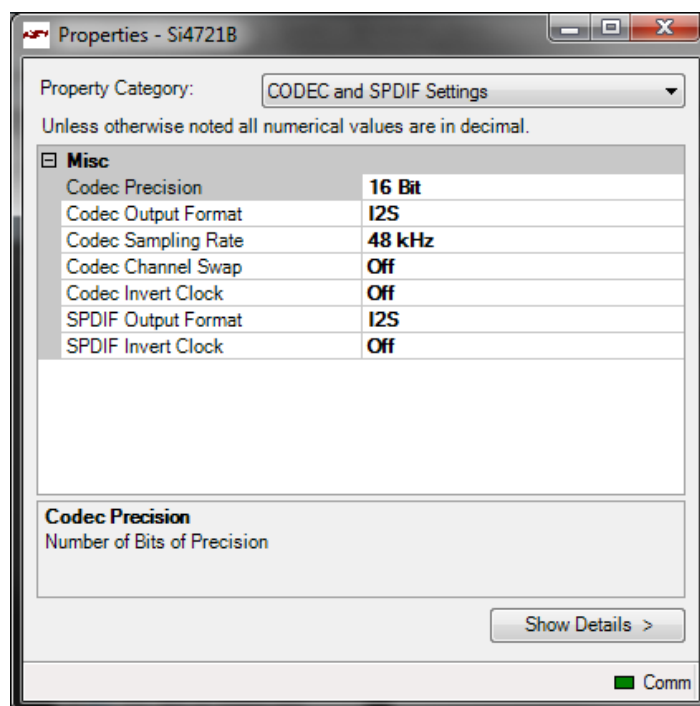 Properties - Si4721B
Property Category: CODEC and SPDIF Settings
Unless otherwise noted all numerical values are in decimal.
Misc
Codec Precision 16 Bit
Codec Output Format I2S
Codec Sampling Rate 48 kHz
Codec Channel Swap Off
Codec Invert Clock Off
SPDIF Output Format I2S
SPDIF Invert Clock Off
Codec Precision
Number of Bits of Precision
Show Details >
Comm